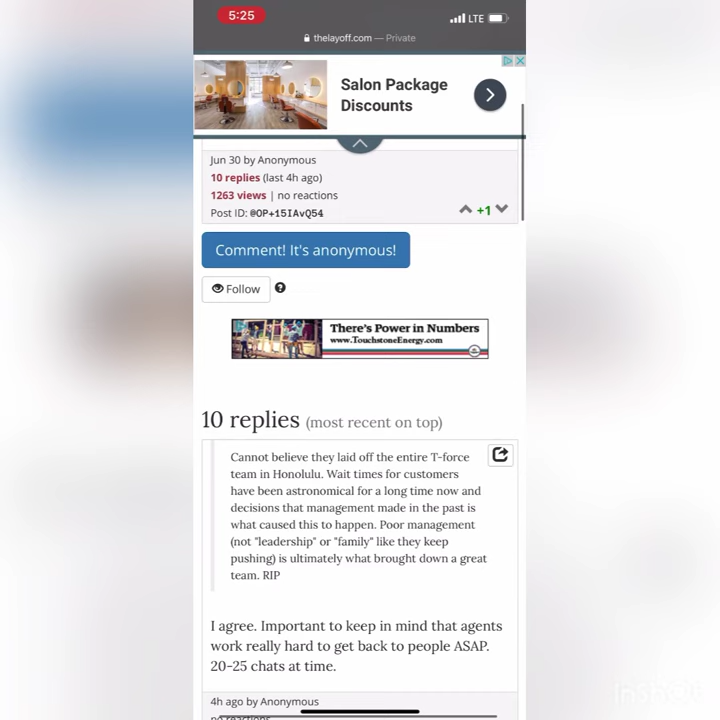 5:25
LTE
thelayoff.com — Private
Salon Package
Discounts
Jun 30 by Anonymous
10 replies (last 4h ago)
1263 views | no reactions
Post ID: @OP+15IAvQ54
+1
Comment! It's anonymous!
Follow
There's Power in Numbers
www.TouchstoneEnergy.com
10 replies (most recent on top)
Cannot believe they laid off the entire T-force
team in Honolulu. Wait times for customers
have been astronomical for a long time now and
decisions that management made in the past is
what caused this to happen. Poor management
(not "leadership" or "family" like they keep
pushing) is ultimately what brought down a great
team. RIP
I agree. Important to keep in mind that agents
work really hard to get back to people ASAP.
20-25 chats at time.
4h ago by Anonymous
no reactions
InShOt